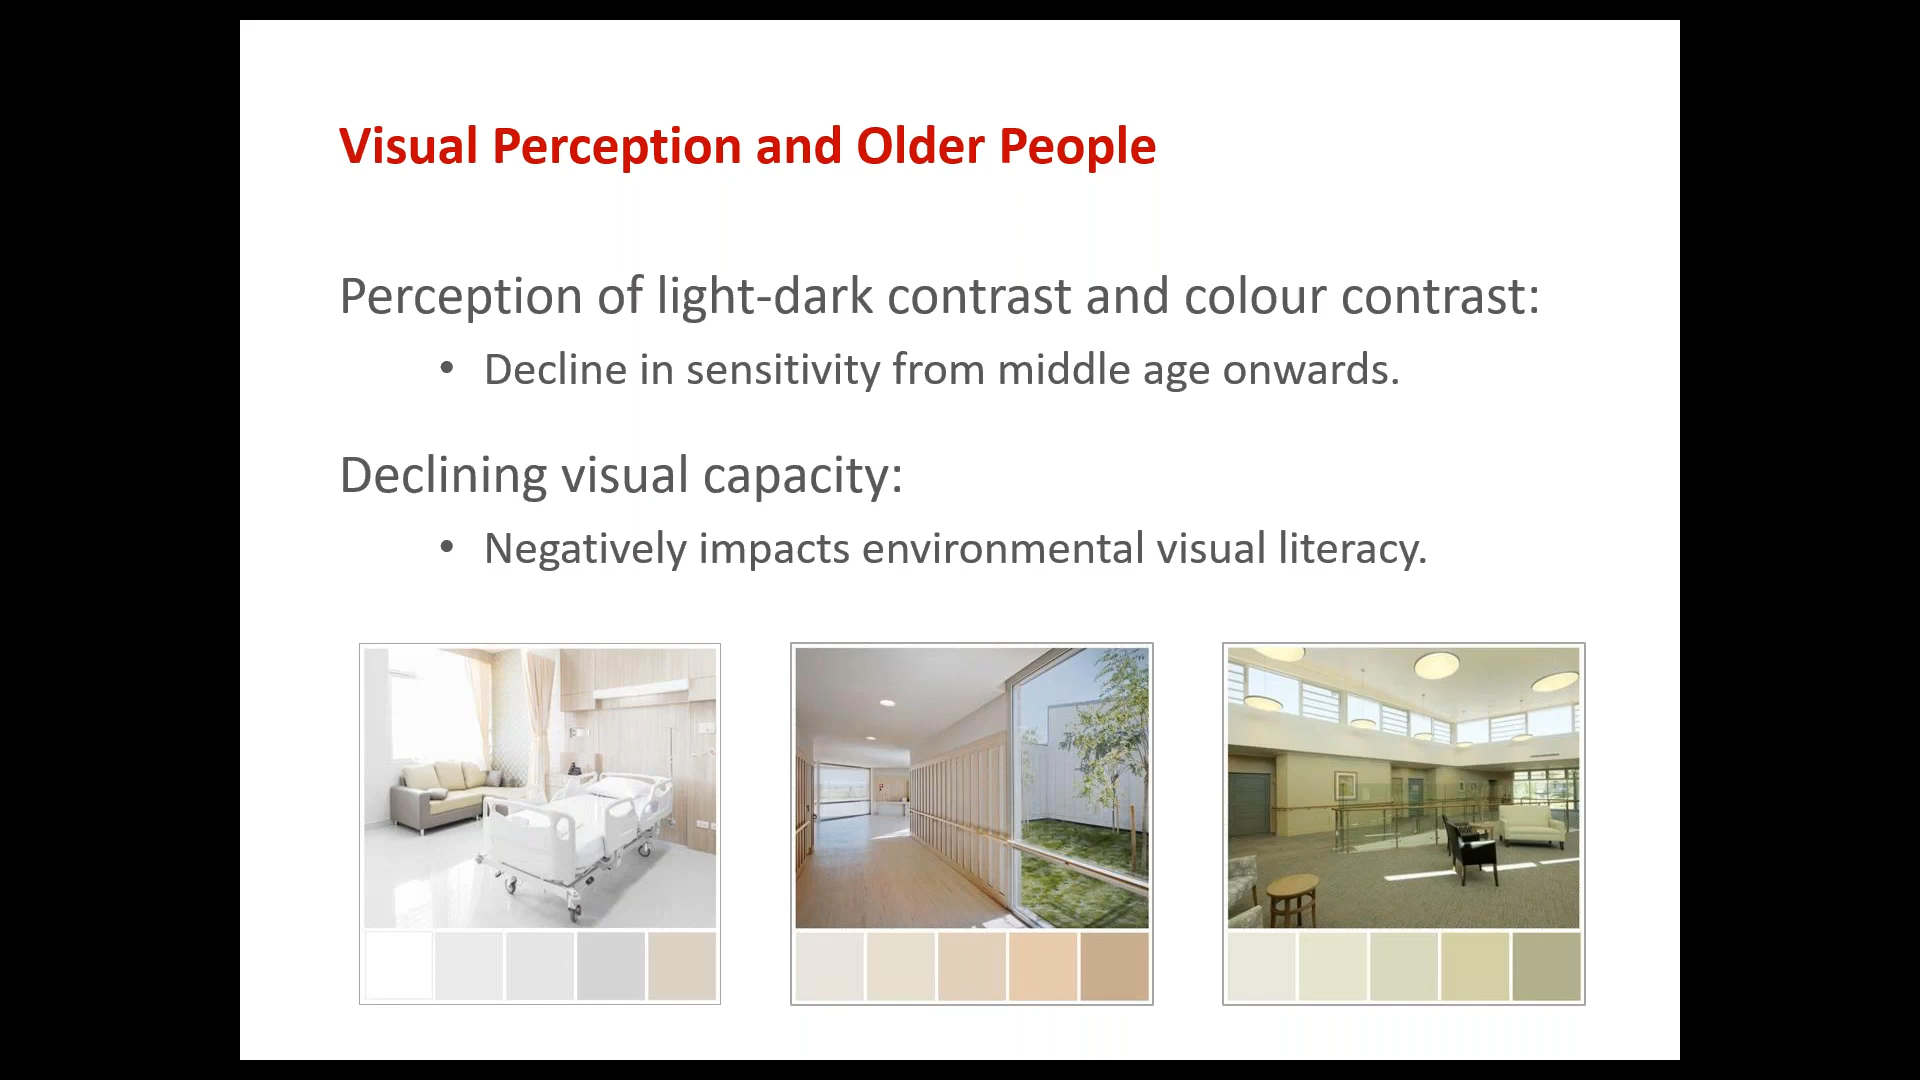 Visual Perception and Older People
Perception of light-dark contrast and colour contrast:
• Decline in sensitivity from middle age onwards.
Declining visual capacity:
• Negatively impacts environmental visual literacy.